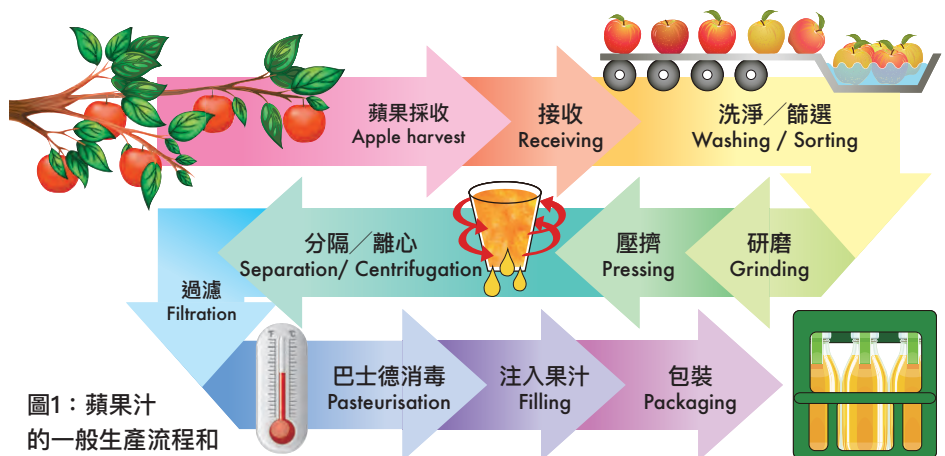 蘋果採收
Apple harvest
接收
Receiving
洗淨／篩選
Washing / Sorting
研磨
Grinding
壓擠
Pressing
分隔／離心
Separation/ Centrifugation
過濾
Filtration
F C
巴士德消毒
Pasteurisation
注入果汁
Filling
包裝
Packaging
圖1：蘋果汁
的一般生產流程和